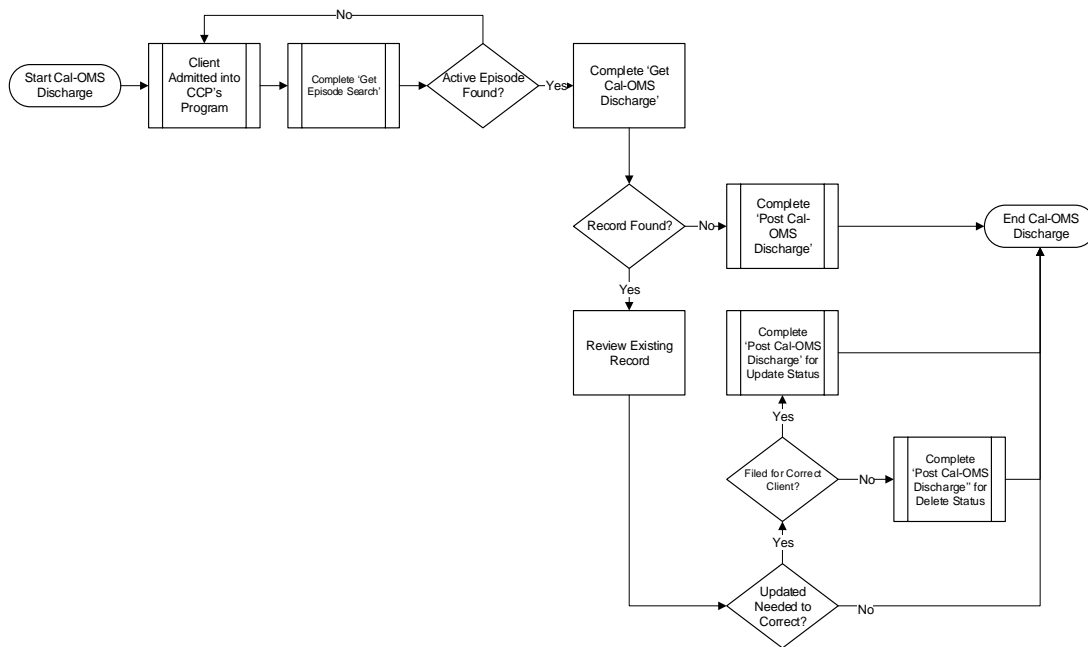 No
Start Cal-OMS
Discharge
Client
Admitted into
CCP's
Program
Complete ‘Get
Episode Search’
Active Episode
Found?
Yes
Complete ‘Get
Cal-OMS
Discharge’
Record Found?
No
Complete
‘Post Cal-
OMS
Discharge’
End Cal-OMS
Discharge
Yes
Review Existing
Record
Complete
‘Post Cal-OMS
Discharge’ for
Update Status
Yes
Filed for Correct
Client?
No
Complete
‘Post Cal-OMS
Discharge’’ for
Delete Status
Yes
Updated
Needed to
Correct?
No